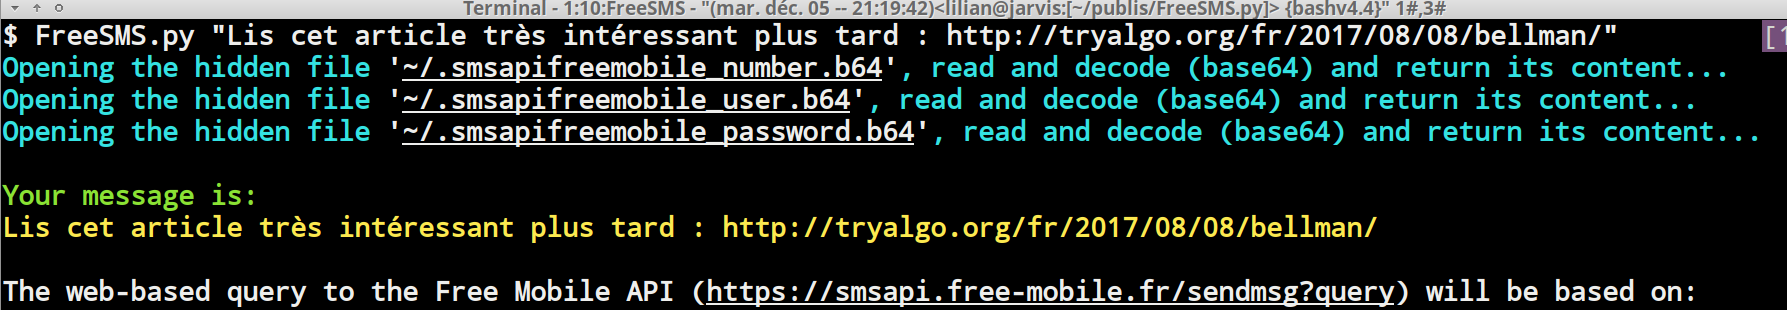 Terminal - 1:10:FreeSMS - "(mar. déc. 05 -- 21:19:42)<lilian@jarvis:[~/publis/FreeSMS.py]> {bashv4.4}" 1#,3#
$ FreeSMS.py "Lis cet article très intéressant plus tard : http://tryalgo.org/fr/2017/08/08/bellman/"
Opening the hidden file '~/.smsapifreemobile_number.b64', read and decode (base64) and return its content...
Opening the hidden file '~/.smsapifreemobile_user.b64', read and decode (base64) and return its content...
Opening the hidden file '~/.smsapifreemobile_password.b64', read and decode (base64) and return its content...
Your message is:
Lis cet article très intéressant plus tard : http://tryalgo.org/fr/2017/08/08/bellman/
The web-based query to the Free Mobile API (https://smsapi.free-mobile.fr/sendmsg?query) will be based on: